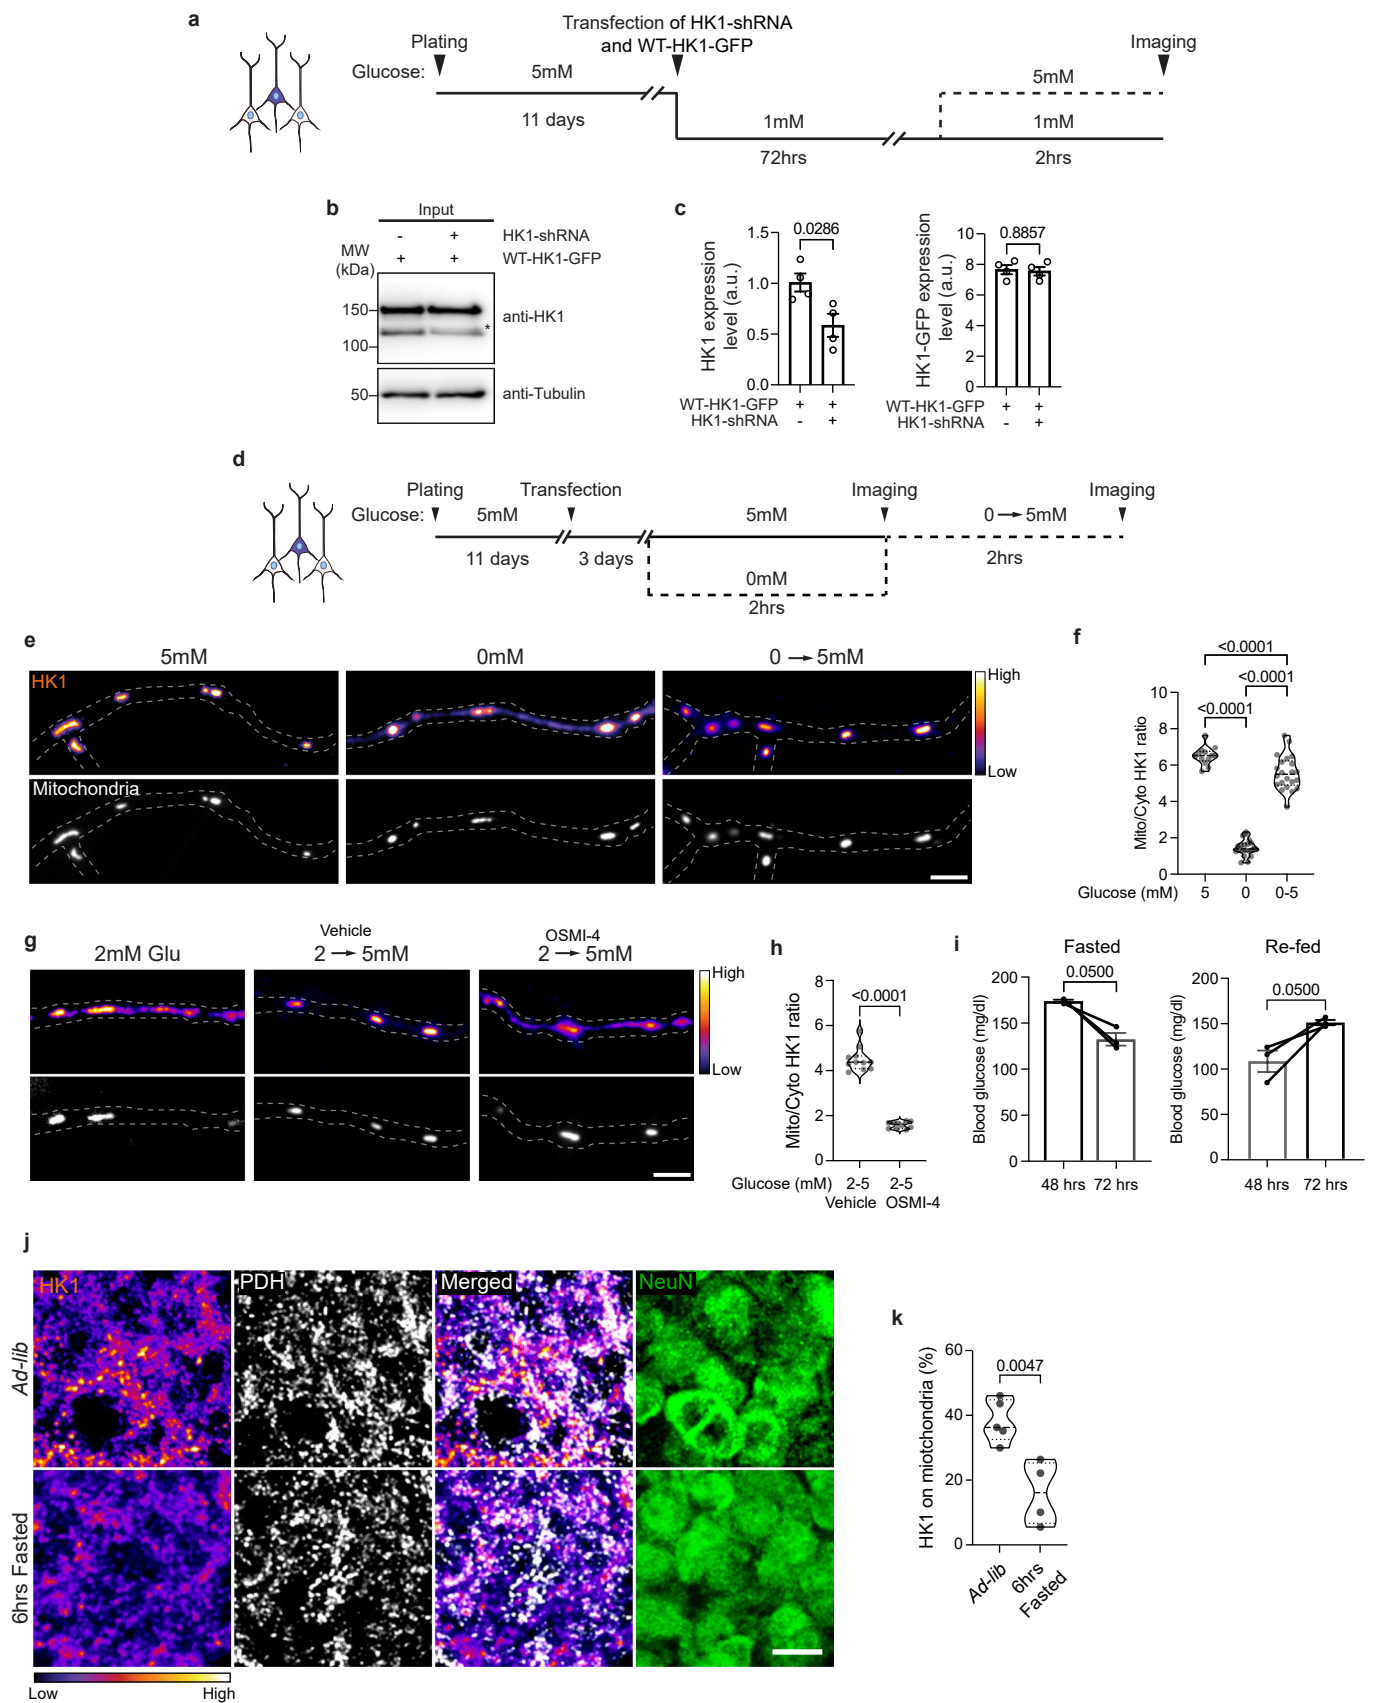 a
Transfection of HK1-shRNA
and WT-HK1-GFP
Plating
Imaging
Glucose:
5mM
5mM
11 days
1mM
1mM
72hrs
2hrs
b
Input
- +
HK1-shRNA
MW
(kDa)
+ +
WT-HK1-GFP
150
anti-HK1
*
100
50
anti-Tubulin
c
HK1 expression
level (a.u.)
1.5
1.0
0.5
0.0
0.0286
WT-HK1-GFP + +
HK1-shRNA - +
HK1-GFP expression
level (a.u.)
10
8
6
4
2
0
0.8857
WT-HK1-GFP + +
HK1-shRNA - +
d
Plating
Transfection
Imaging
Imaging
Glucose:
5mM
5mM
0 → 5mM
11 days
3 days
2hrs
0mM
2hrs
e
5mM
0mM
0 → 5mM
HK1
High
Low
Mitochondria
f
<0.0001
<0.0001
<0.0001
Mito/Cyto HK1 ratio
10
8
6
4
2
0
Glucose (mM) 5 0 0-5
g
2mM Glu
Vehicle
2 → 5mM
OSMI-4
2 → 5mM
High
Low
h
Mito/Cyto HK1 ratio
8
6
4
2
0
<0.0001
Glucose (mM) 2-5 2-5
Vehicle OSMI-4
i
Fasted
Blood glucose (mg/dl)
200
150
100
50
0
0.0500
48 hrs 72 hrs
Re-fed
Blood glucose (mg/dl)
200
150
100
50
0
0.0500
48 hrs 72 hrs
j
HK1
PDH
Merged
NeuN
Ad-lib
6hrs Fasted
Low
High
k
HK1 on miotchondria (%)
60
40
20
0
0.0047
Ad-lib
6hrs
Fasted